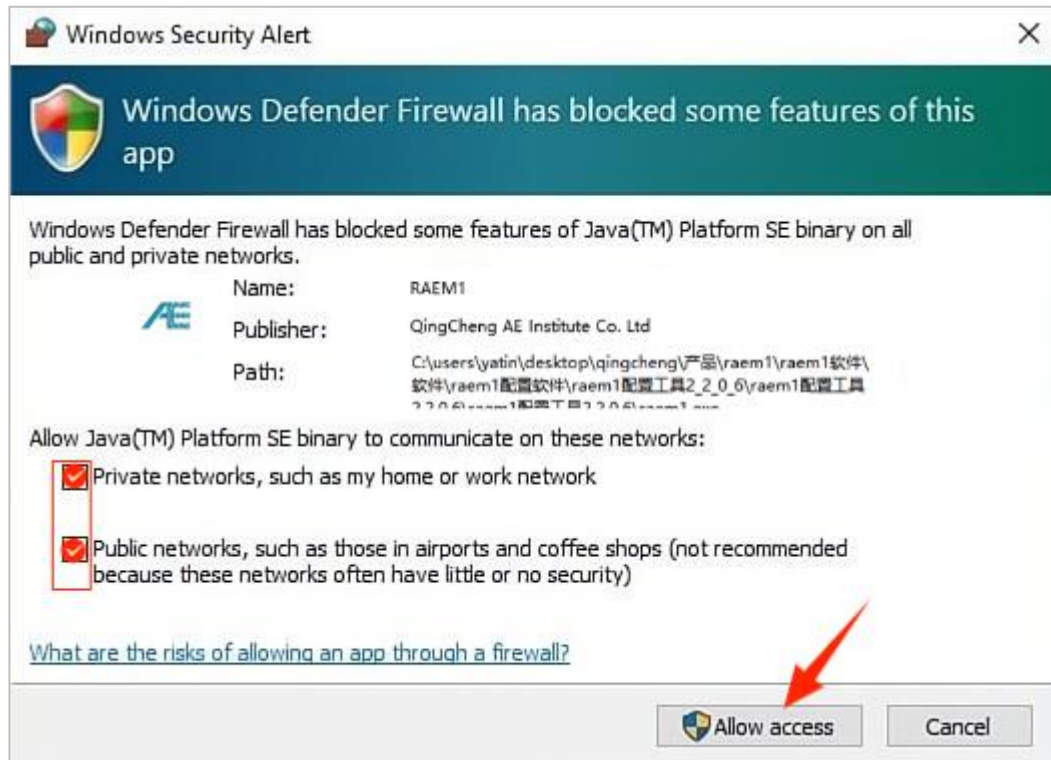 Windows Security Alert
Windows Defender Firewall has blocked some features of this
app
Windows Defender Firewall has blocked some features of Java(TM) Platform SE binary on all
public and private networks.
AE
Name: RAEM1
Publisher: QingCheng AE Institute Co. Ltd
Path: C:\users\yatin\desktop\qingcheng\产品\raem1\raem1软件\
软件\raem1配置软件\raem1配置工具2_2_0_6\raem1配置工具
Allow Java(TM) Platform SE binary to communicate on these networks:
Private networks, such as my home or work network
Public networks, such as those in airports and coffee shops (not recommended
because these networks often have little or no security)
What are the risks of allowing an app through a firewall?
Allow access
Cancel